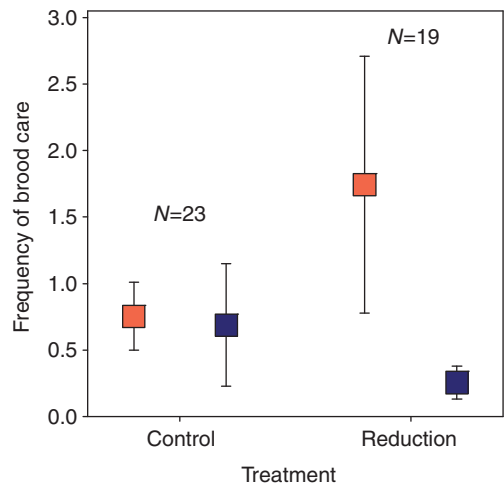 Frequency of brood care
3.0
2.5
2.0
1.5
1.0
0.5
0.0
N=19
N=23
Control
Reduction
Treatment